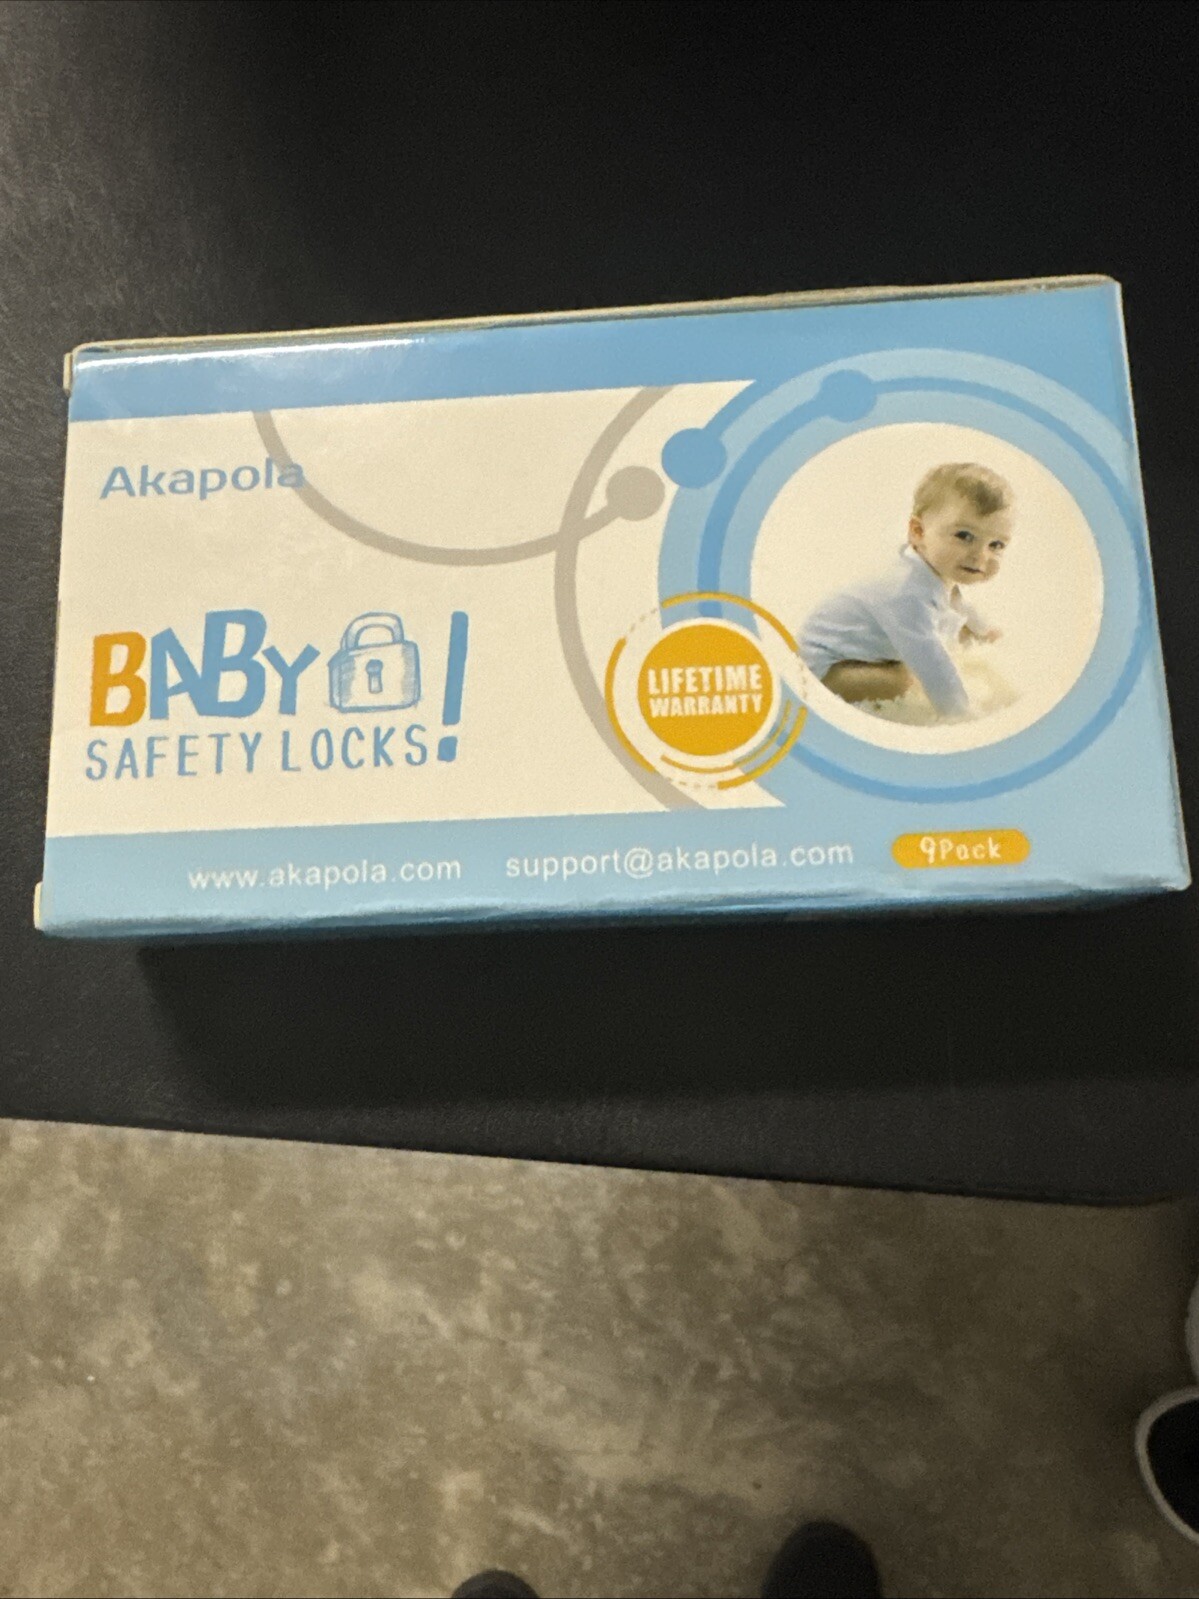 Akapola
BABY !
SAFETY LOCKS
LIFETIME
WARRANTY
www.akapola.com support@akapola.com 9Pack